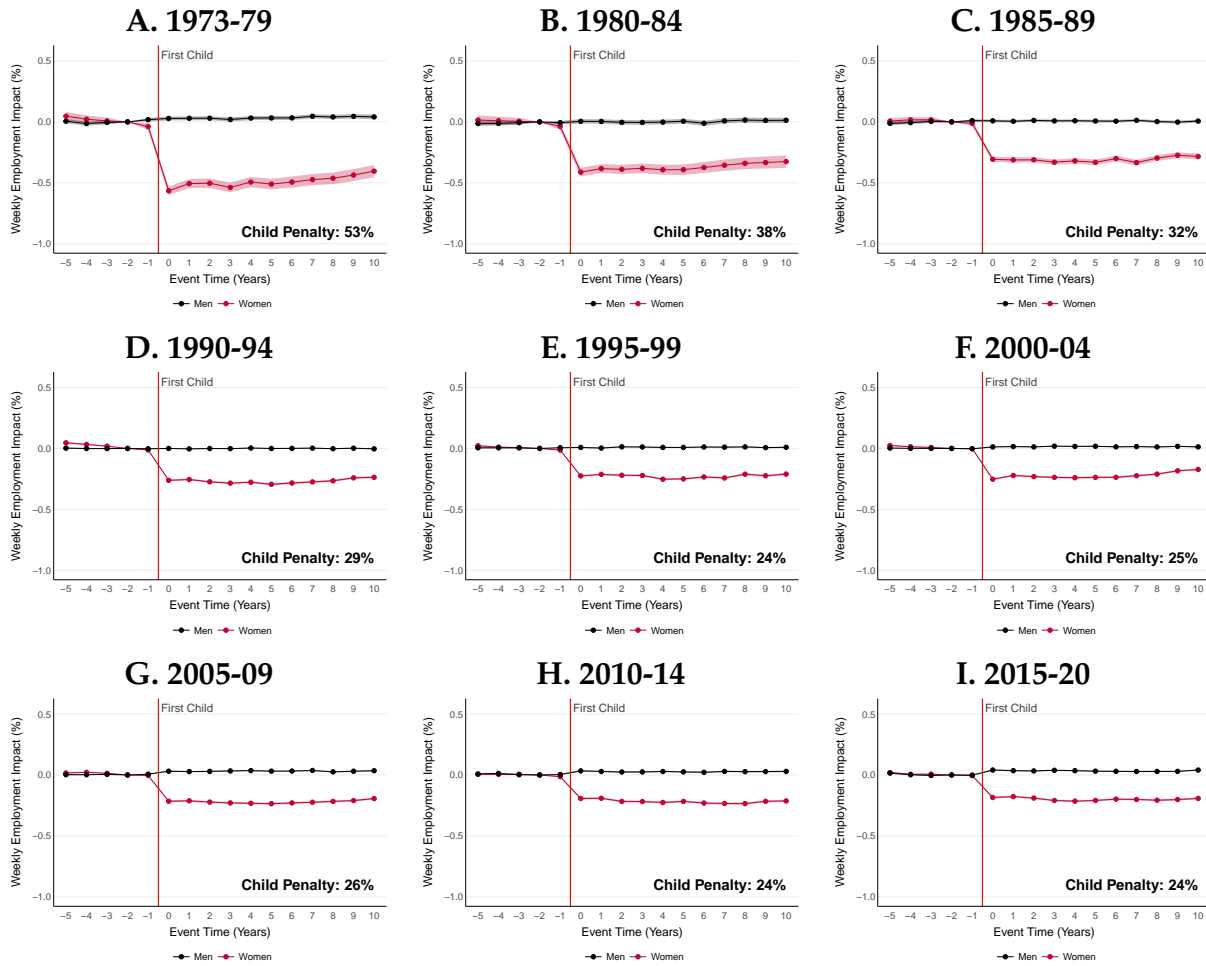 A. 1973-79
Weekly Employment Impact (%)
0.5
0.0
−0.5
−1.0
First Child
Child Penalty: 53%
−5 −4 −3 −2 −1 0 1 2 3 4 5 6 7 8 9 10
Event Time (Years)
Men Women
B. 1980-84
Weekly Employment Impact (%)
0.5
0.0
−0.5
−1.0
First Child
Child Penalty: 38%
−5 −4 −3 −2 −1 0 1 2 3 4 5 6 7 8 9 10
Event Time (Years)
Men Women
C. 1985-89
Weekly Employment Impact (%)
0.5
0.0
−0.5
−1.0
First Child
Child Penalty: 32%
−5 −4 −3 −2 −1 0 1 2 3 4 5 6 7 8 9 10
Event Time (Years)
Men Women
D. 1990-94
Weekly Employment Impact (%)
0.5
0.0
−0.5
−1.0
First Child
Child Penalty: 29%
−5 −4 −3 −2 −1 0 1 2 3 4 5 6 7 8 9 10
Event Time (Years)
Men Women
E. 1995-99
Weekly Employment Impact (%)
0.5
0.0
−0.5
−1.0
First Child
Child Penalty: 24%
−5 −4 −3 −2 −1 0 1 2 3 4 5 6 7 8 9 10
Event Time (Years)
Men Women
F. 2000-04
Weekly Employment Impact (%)
0.5
0.0
−0.5
−1.0
First Child
Child Penalty: 25%
−5 −4 −3 −2 −1 0 1 2 3 4 5 6 7 8 9 10
Event Time (Years)
Men Women
G. 2005-09
Weekly Employment Impact (%)
0.5
0.0
−0.5
−1.0
First Child
Child Penalty: 26%
−5 −4 −3 −2 −1 0 1 2 3 4 5 6 7 8 9 10
Event Time (Years)
Men Women
H. 2010-14
Weekly Employment Impact (%)
0.5
0.0
−0.5
−1.0
First Child
Child Penalty: 24%
−5 −4 −3 −2 −1 0 1 2 3 4 5 6 7 8 9 10
Event Time (Years)
Men Women
I. 2015-20
Weekly Employment Impact (%)
0.5
0.0
−0.5
−1.0
First Child
Child Penalty: 24%
−5 −4 −3 −2 −1 0 1 2 3 4 5 6 7 8 9 10
Event Time (Years)
Men Women